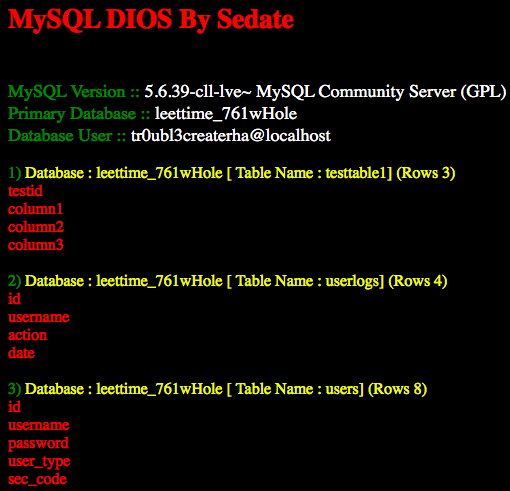 MySQL DIOS By Sedate
MySQL Version :: 5.6.39-cll-lve~ MySQL Community Server (GPL)
Primary Database :: leettime_761wHole
Database User :: tr0ubl3createrha@localhost
1) Database : leettime_761wHole [ Table Name : testtable1] (Rows 3)
testid
column1
column2
column3
2) Database : leettime_761wHole [ Table Name : userlogs] (Rows 4)
id
username
action
date
3) Database : leettime_761wHole [ Table Name : users] (Rows 8)
id
username
password
user_type
sec_code